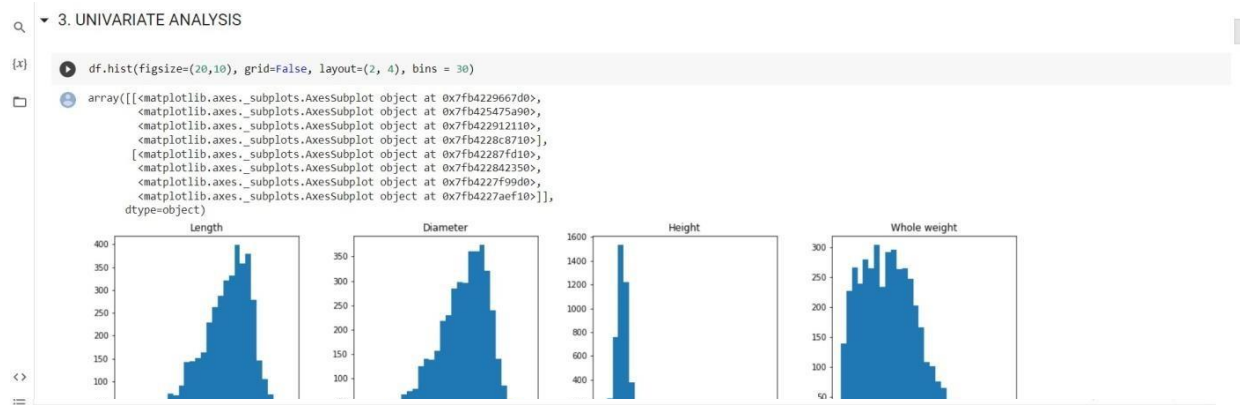 3. UNIVARIATE ANALYSIS
{x}
df.hist(figsize=(20,10), grid=False, layout=(2, 4), bins = 30)
array([[<matplotlib.axes._subplots.AxesSubplot object at 0x7fb4229667d0>,
<matplotlib.axes._subplots.AxesSubplot object at 0x7fb425475a90>,
<matplotlib.axes._subplots.AxesSubplot object at 0x7fb422912110>,
<matplotlib.axes._subplots.AxesSubplot object at 0x7fb4228c8710>],
[<matplotlib.axes._subplots.AxesSubplot object at 0x7fb42287fd10>,
<matplotlib.axes._subplots.AxesSubplot object at 0x7fb422842350>,
<matplotlib.axes._subplots.AxesSubplot object at 0x7fb4227f99d0>,
<matplotlib.axes._subplots.AxesSubplot object at 0x7fb4227aef10>]],
dtype=object)
Length
400
350
300
250
200
150
100
Diameter
350
300
250
200
150
100
Height
1600
1400
1200
1000
800
600
400
Whole weight
300
250
200
150
100
50
<>